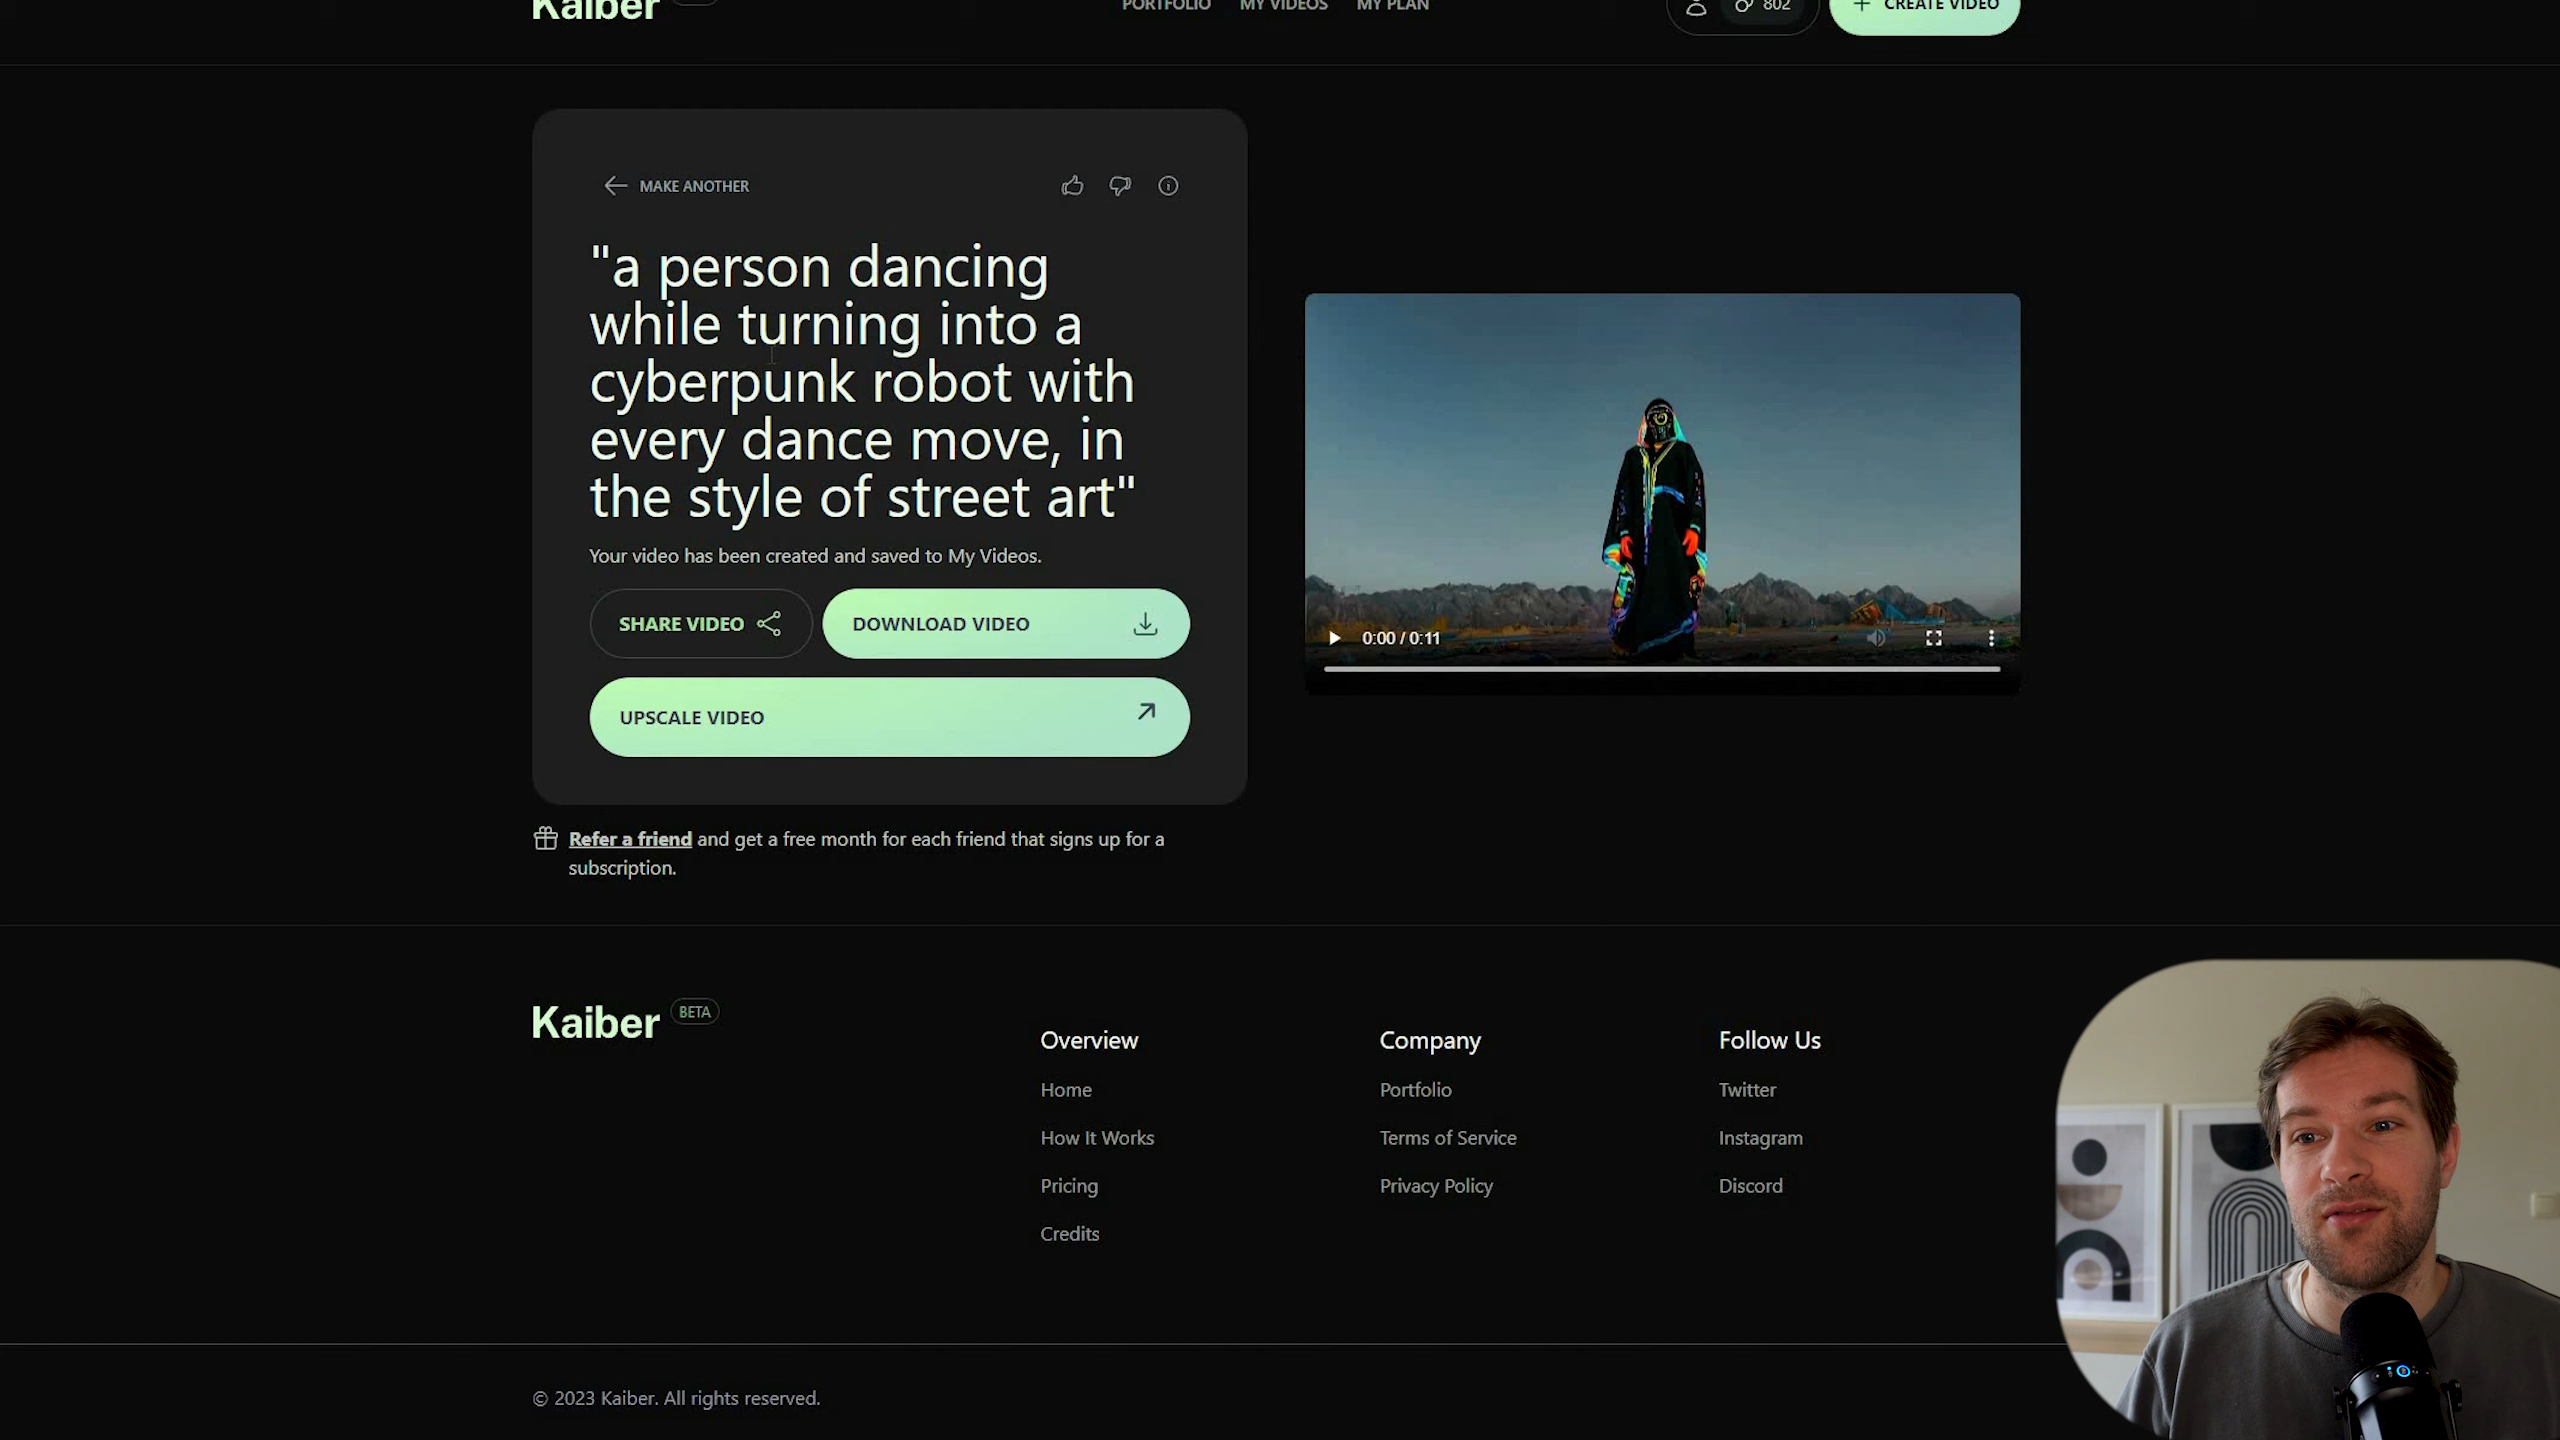 Kaiber
PORTFOLIO MY VIDEOS MY PLAN
802
CREATE VIDEO
MAKE ANOTHER
"a person dancing
while turning into a
cyberpunk robot with
every dance move, in
the style of street art"
Your video has been created and saved to My Videos.
SHARE VIDEO
DOWNLOAD VIDEO
UPSCALE VIDEO
0:00 / 0:11
Refer a friend and get a free month for each friend that signs up for a
subscription.
Kaiber BETA
Overview
Home
How It Works
Pricing
Credits
Company
Portfolio
Terms of Service
Privacy Policy
Follow Us
Twitter
Instagram
Discord
© 2023 Kaiber. All rights reserved.